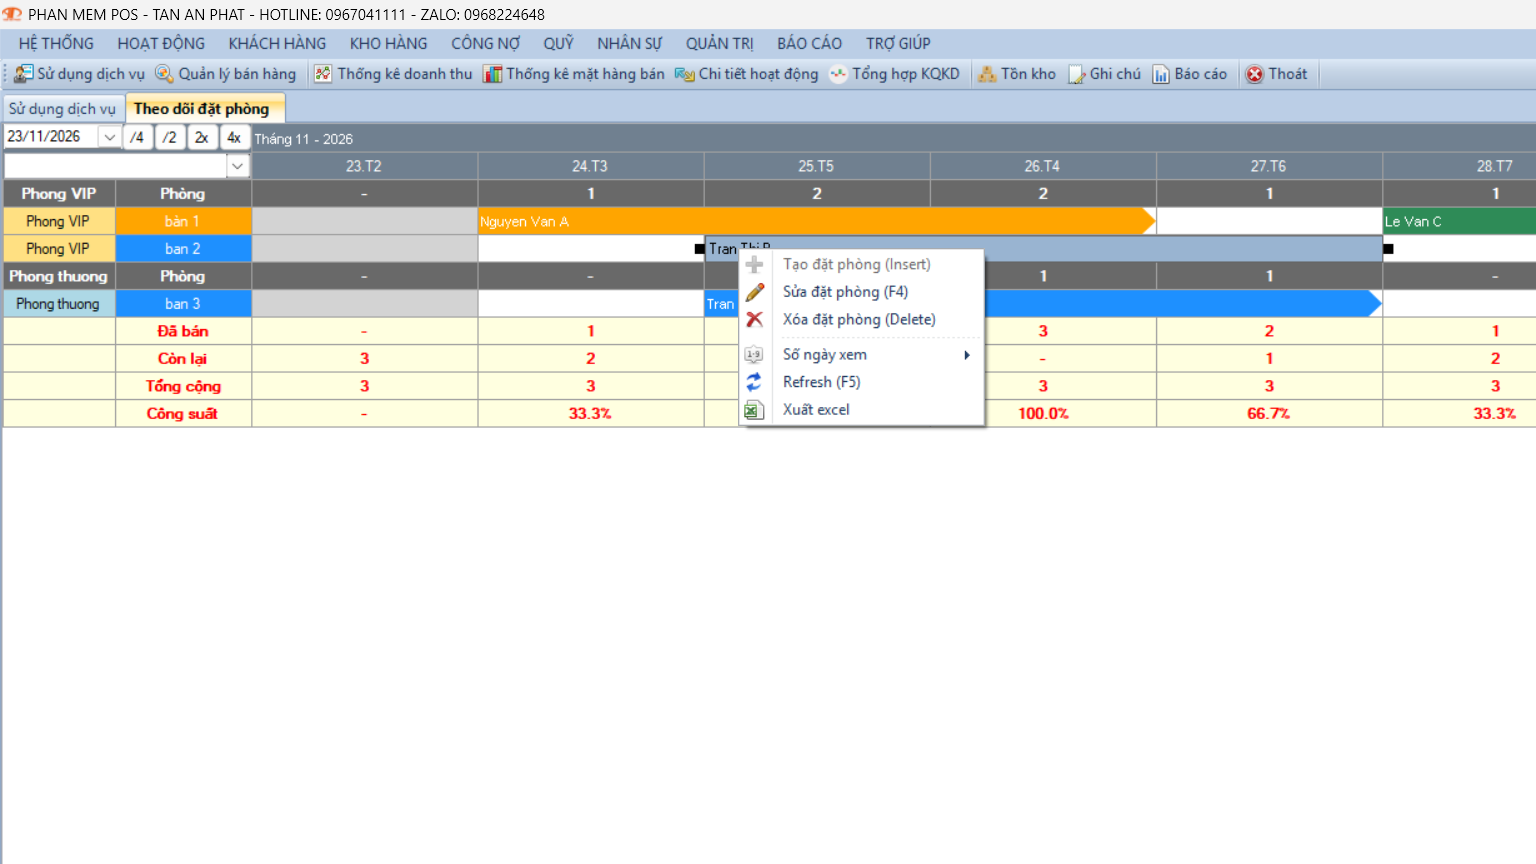 PHAN MEM POS - TAN AN PHAT - HOTLINE: 0967041111 - ZALO: 0968224648
HỆ THỐNG HOẠT ĐỘNG KHÁCH HÀNG KHO HÀNG CÔNG NỢ QUỸ NHÂN SỰ QUẢN TRỊ BÁO CÁO TRỢ GIÚP
Sử dụng dịch vụ Quản lý bán hàng Thống kê doanh thu Thống kê mặt hàng bán Chi tiết hoạt động Tổng hợp KQKD Tồn kho Ghi chú Báo cáo Thoát
Sử dụng dịch vụ Theo dõi đặt phòng
23/11/2026 /4 /2 2x 4x Tháng 11 - 2026
23.T2 24.T3 25.T5 26.T4 27.T6 28.T7
Phong VIP Phòng - 1 2 2 1 1
Phong VIP bàn 1 Nguyen Van A Le Van C
Phong VIP ban 2 Tran Thi
Phong thuong Phòng - - 1 1 -
Phong thuong ban 3 Tran
Đã bán - 1 3 2 1
Còn lại 3 2 - 1 2
Tổng cộng 3 3 3 3 3
Công suất - 33.3% 100.0% 66.7% 33.3%
Tạo đặt phòng (Insert)
Sửa đặt phòng (F4)
Xóa đặt phòng (Delete)
1-9 Số ngày xem
Refresh (F5)
Xuất excel